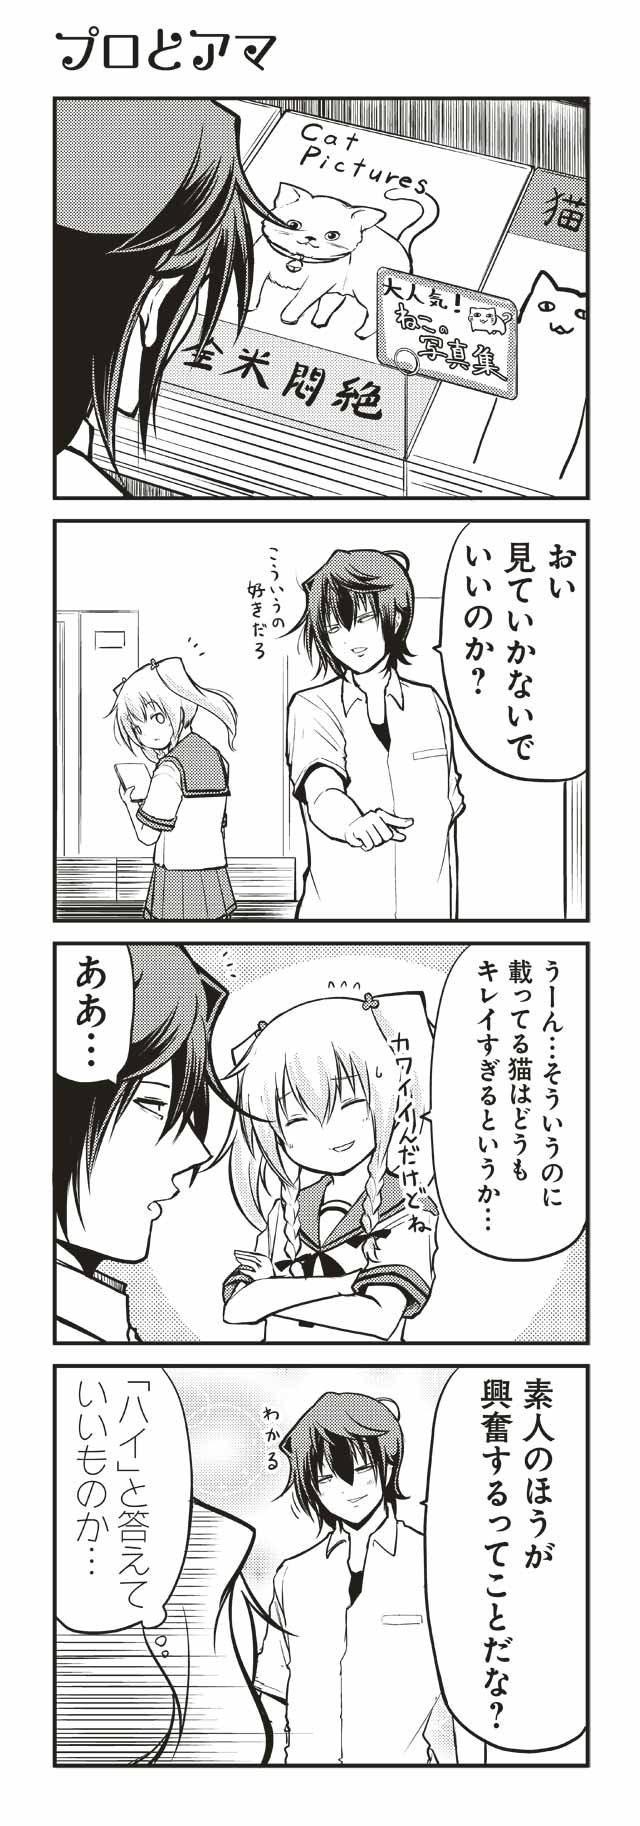 プロとアマ
Cat
Pictures
猫
大人気!
ねこの
写真集
全米悶絶
おい
見ていかないで
いいのか?
こういうの
好きだろ
うーん…そういうのに
載ってる猫はどうも
キレイすぎるというか…
カワイイんだけどね
ああ…
素人のほうが
興奮するってことだな?
わかる
「ハイ」と答えて
いいものか…